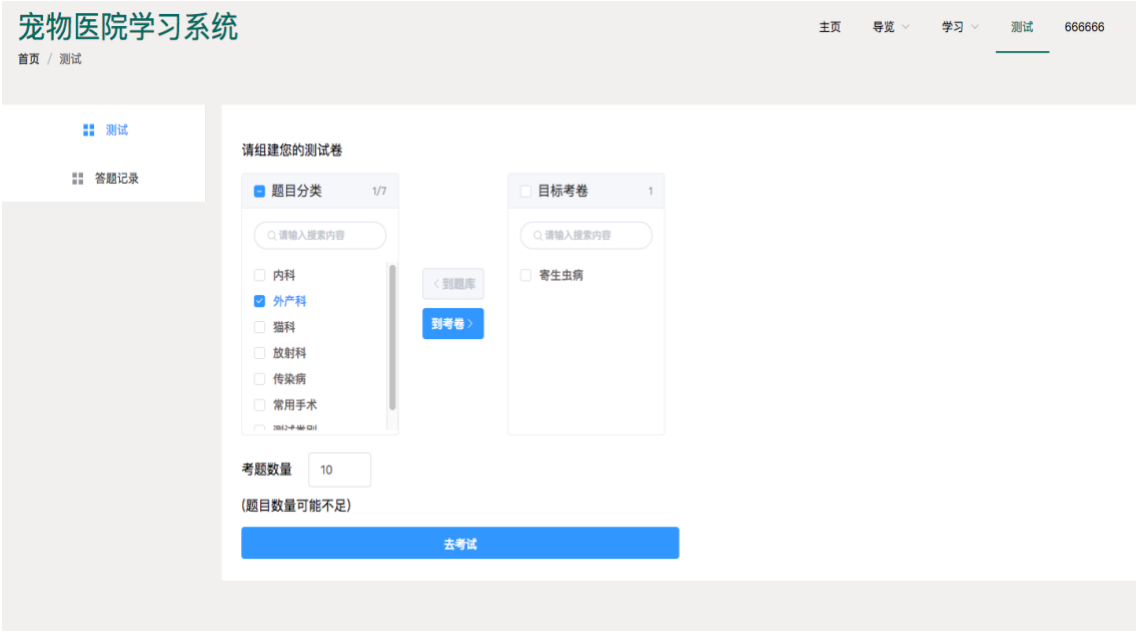 宠物医院学习系统
主页 导览 学习 测试 666666
首页 / 测试
测试
答题记录
请组建您的测试卷
题目分类 1/7
请输入搜索内容
内科
外产科
猫科
放射科
传染病
常用手术
测试类别
< 到题库
到考卷 >
目标考卷 1
请输入搜索内容
寄生虫病
考题数量 10
(题目数量可能不足)
去考试